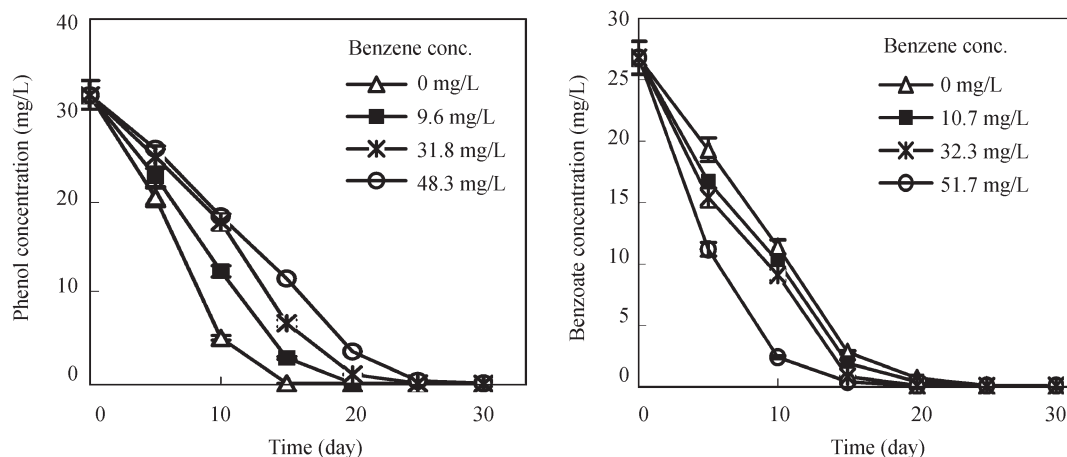 40
30
20
10
0
Phenol concentration (mg/L)
Benzene conc.
0 mg/L
9.6 mg/L
31.8 mg/L
48.3 mg/L
0
10
20
30
Time (day)
30
25
20
15
10
5
0
Benzoate concentration (mg/L)
Benzene conc.
0 mg/L
10.7 mg/L
32.3 mg/L
51.7 mg/L
0
10
20
30
Time (day)